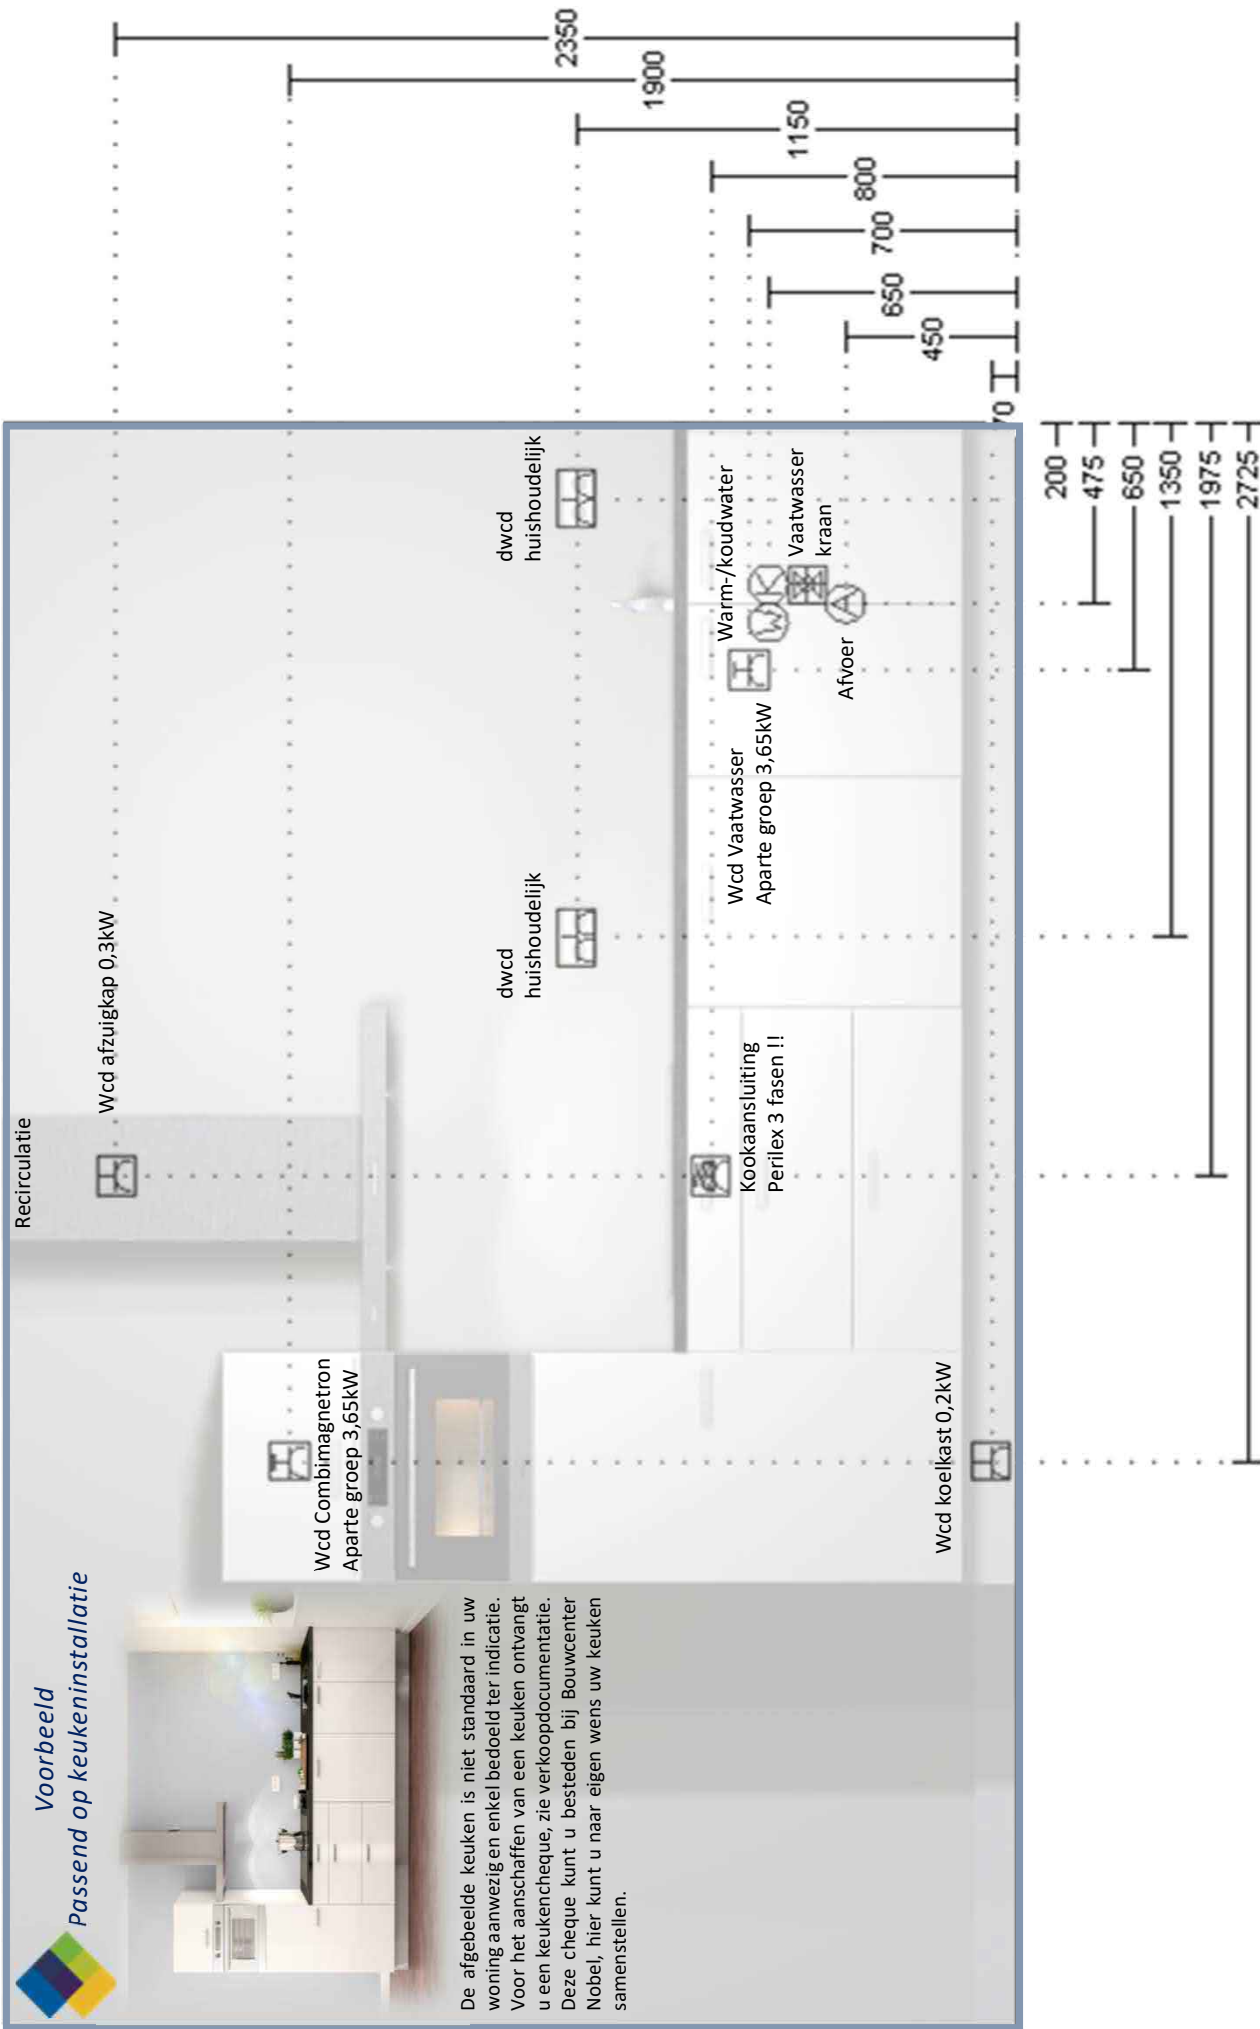 Voorbeeld
Passend op keukeninstallatie
De afgebeelde keuken is niet standaard in uw
woning aanwezig en enkel bedoeld ter indicatie.
Voor het aanschaffen van een keuken ontvangt
u een keukencheque, zie verkoopdocumentatie.
Deze cheque kunt u besteden bij Bouwcenter
Nobel, hier kunt u naar eigen wens uw keuken
samenstellen.
Recirculatie
Wcd afzuigkap 0,3kW
Wcd Combimagnetron
Aparte groep 3,65kW
dwcd
huishoudelijk
dwcd
huishoudelijk
Kookaansluiting
Perilex 3 fasen !!
Wcd Vaatwasser
Aparte groep 3,65kW
Warm-/koudwater
W
K
Vaatwasser
kraan
A
Afvoer
Wcd koelkast 0,2kW
2350
1900
1150
800
700
650
450
70
200
475
650
1350
1975
2725